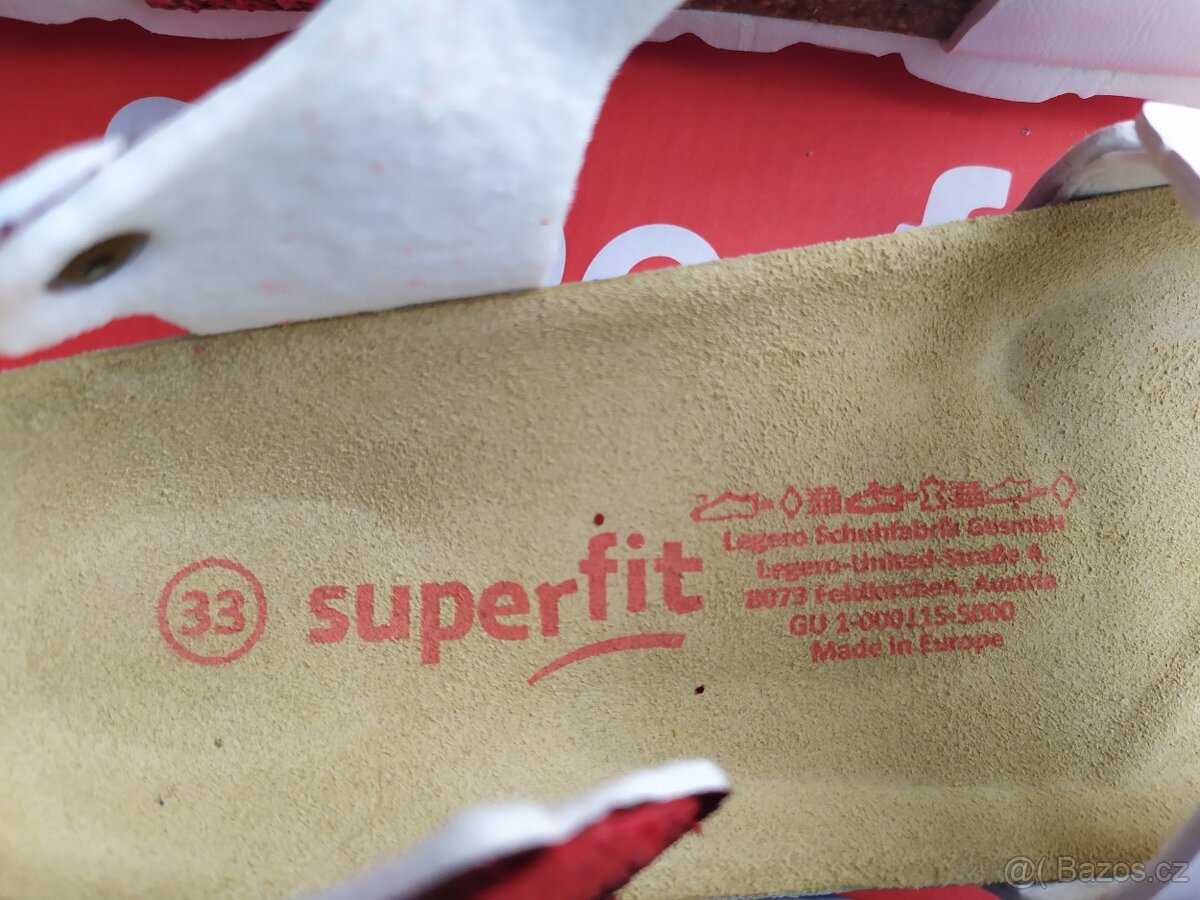 33
superfit
Legero Schuhfabrik GesmbH
Legero-United-Straße 4
8073 Feldkirchen, Austria
GU 1-009115-5000
Made in Europe
@( Bazos.cz